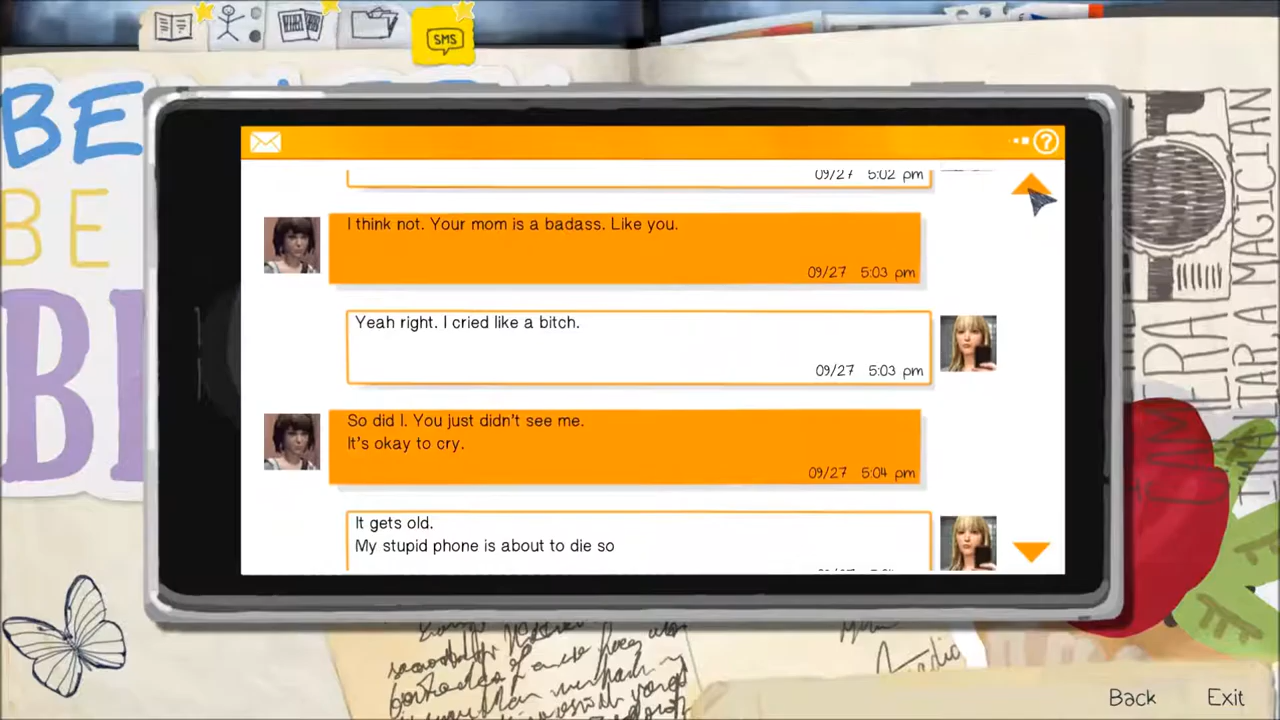 SMS
BE
BE
09/27 5:02 pm
I think not. Your mom is a badass. Like you.
09/27 5:03 pm
Yeah right. I cried like a bitch.
09/27 5:03 pm
So did I. You just didn't see me.
It's okay to cry.
09/27 5:04 pm
It gets old.
My stupid phone is about to die so
?
MAGICIAN
Back
Exit